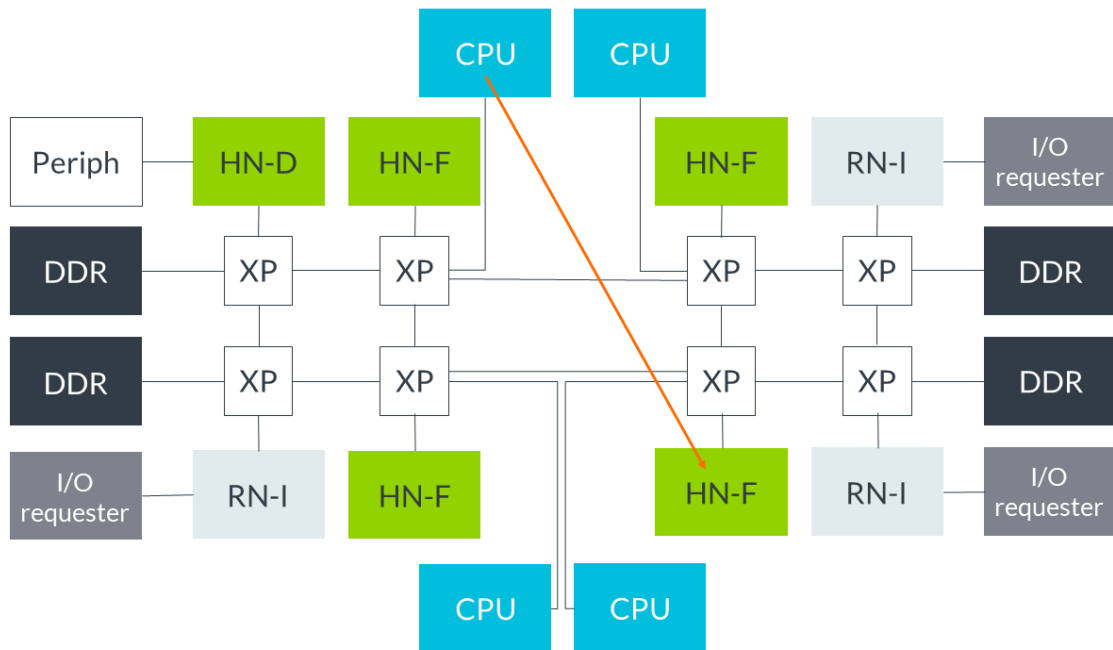 CPU
CPU
Periph
HN-D
HN-F
HN-F
RN-I
I/O
requester
DDR
XP
XP
XP
XP
DDR
DDR
XP
XP
XP
XP
DDR
I/O
requester
RN-I
HN-F
HN-F
RN-I
I/O
requester
CPU
CPU